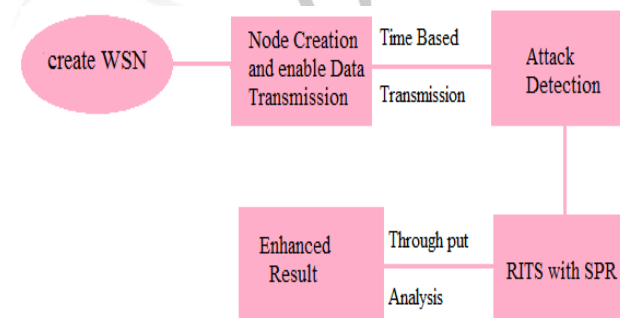 create WSN
Node Creation
and enable Data
Transmission
Time Based
Transmission
Attack
Detection
RITS with SPR
Through put
Analysis
Enhanced
Result